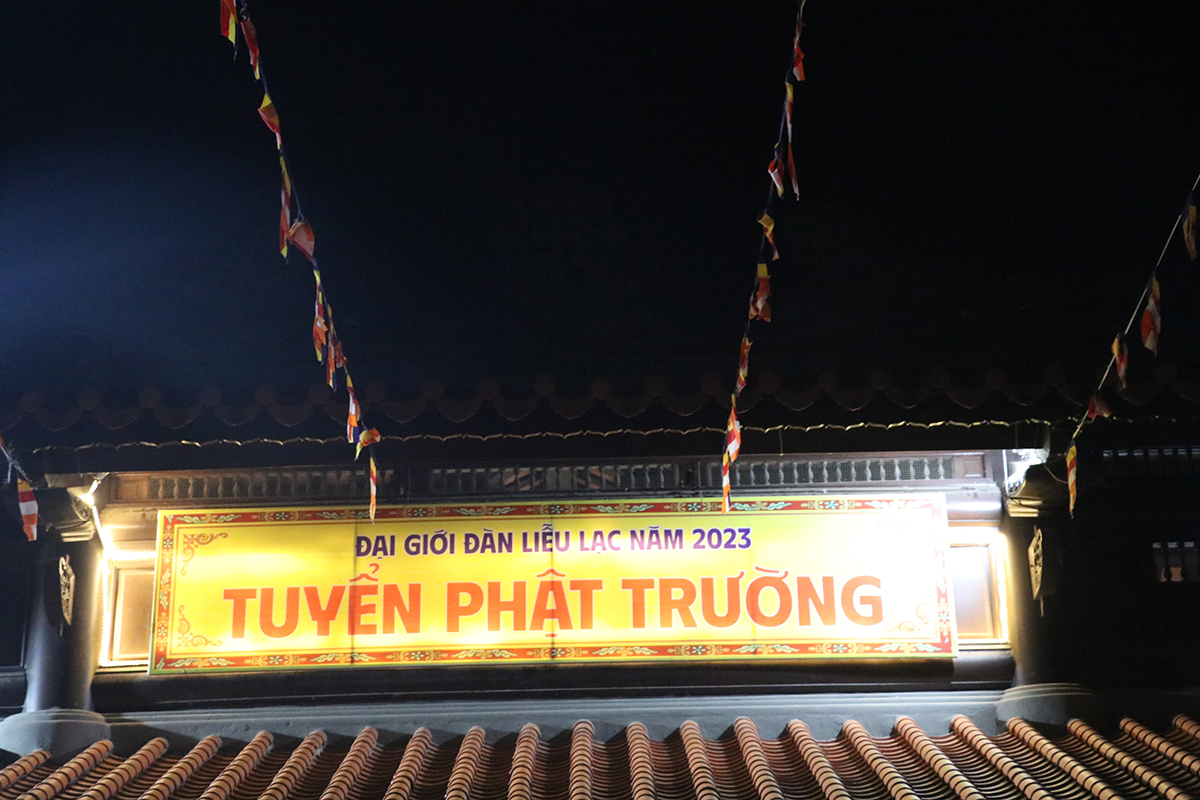 ĐẠI GIỚI ĐÀN LIỄU LẠC NĂM 2023
TUYỂN PHẬT TRƯỜNG